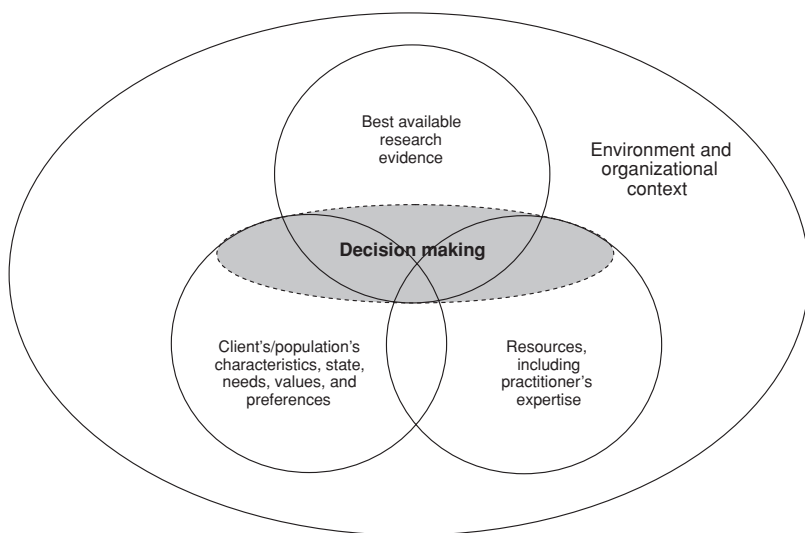 Best available
research
evidence
Environment and
organizational
context
Decision making
Client's/population's
characteristics, state,
needs, values, and
preferences
Resources,
including
practitioner's
expertise